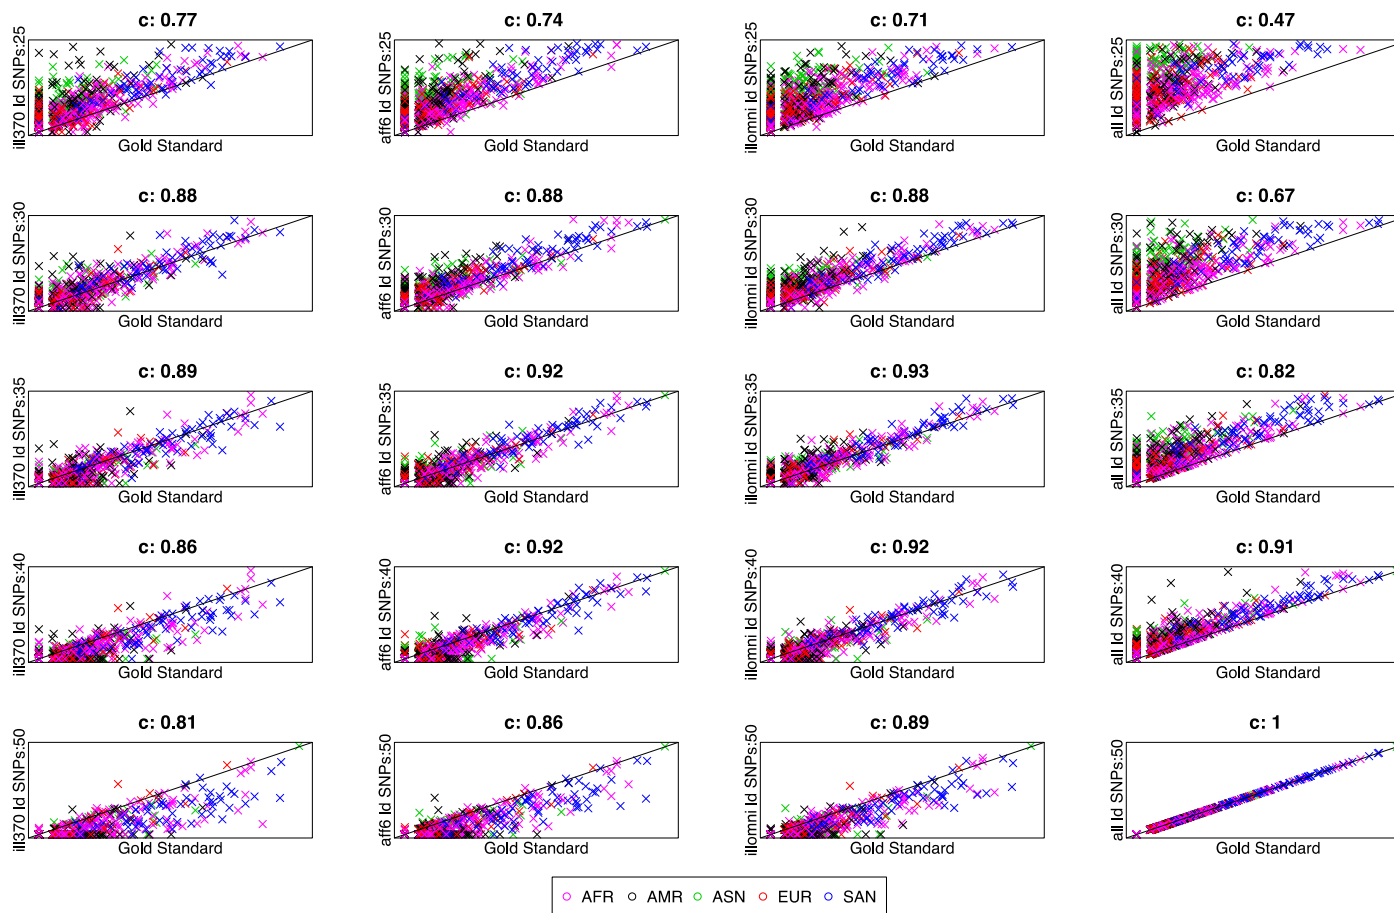 c: 0.77
c: 0.74
c: 0.71
c: 0.47
ill370 ld SNPs:25
aff6 ld SNPs:25
illomni ld SNPs:25
all ld SNPs:25
Gold Standard
Gold Standard
Gold Standard
Gold Standard
c: 0.88
c: 0.88
c: 0.88
c: 0.67
ill370 ld SNPs:30
aff6 ld SNPs:30
illomni ld SNPs:30
all ld SNPs:30
Gold Standard
Gold Standard
Gold Standard
Gold Standard
c: 0.89
c: 0.92
c: 0.93
c: 0.82
ill370 ld SNPs:35
aff6 ld SNPs:35
illomni ld SNPs:35
all ld SNPs:35
Gold Standard
Gold Standard
Gold Standard
Gold Standard
c: 0.86
c: 0.92
c: 0.92
c: 0.91
ill370 ld SNPs:40
aff6 ld SNPs:40
illomni ld SNPs:40
all ld SNPs:40
Gold Standard
Gold Standard
Gold Standard
Gold Standard
c: 0.81
c: 0.86
c: 0.89
c: 1
ill370 ld SNPs:50
aff6 ld SNPs:50
illomni ld SNPs:50
all ld SNPs:50
Gold Standard
Gold Standard
Gold Standard
Gold Standard
AFR AMR ASN EUR SAN